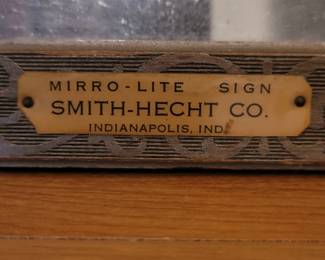 MIRRO-LITE SIGN
SMITH-HECHT CO.
INDIANAPOLIS, IND.